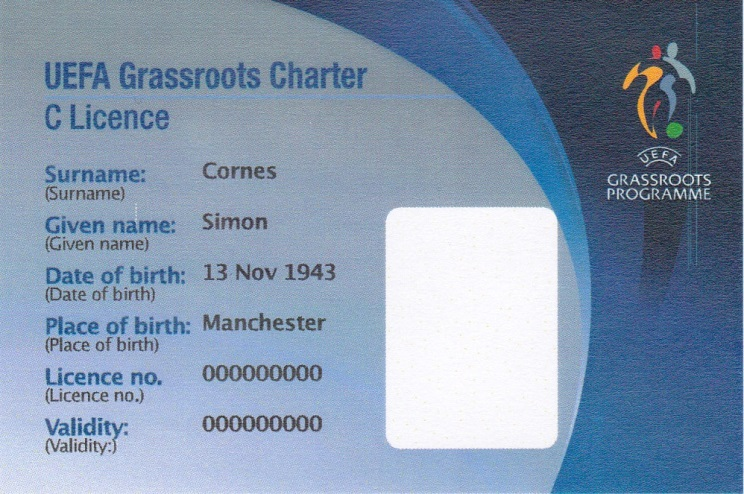 UEFA Grassroots Charter
C Licence
Surname: Cornes
(Surname)
Given name: Simon
(Given name)
Date of birth: 13 Nov 1943
(Date of birth)
Place of birth: Manchester
(Place of birth)
Licence no. 000000000
(Licence no.)
Validity: 000000000
(Validity:)
UEFA
GRASSROOTS
PROGRAMME